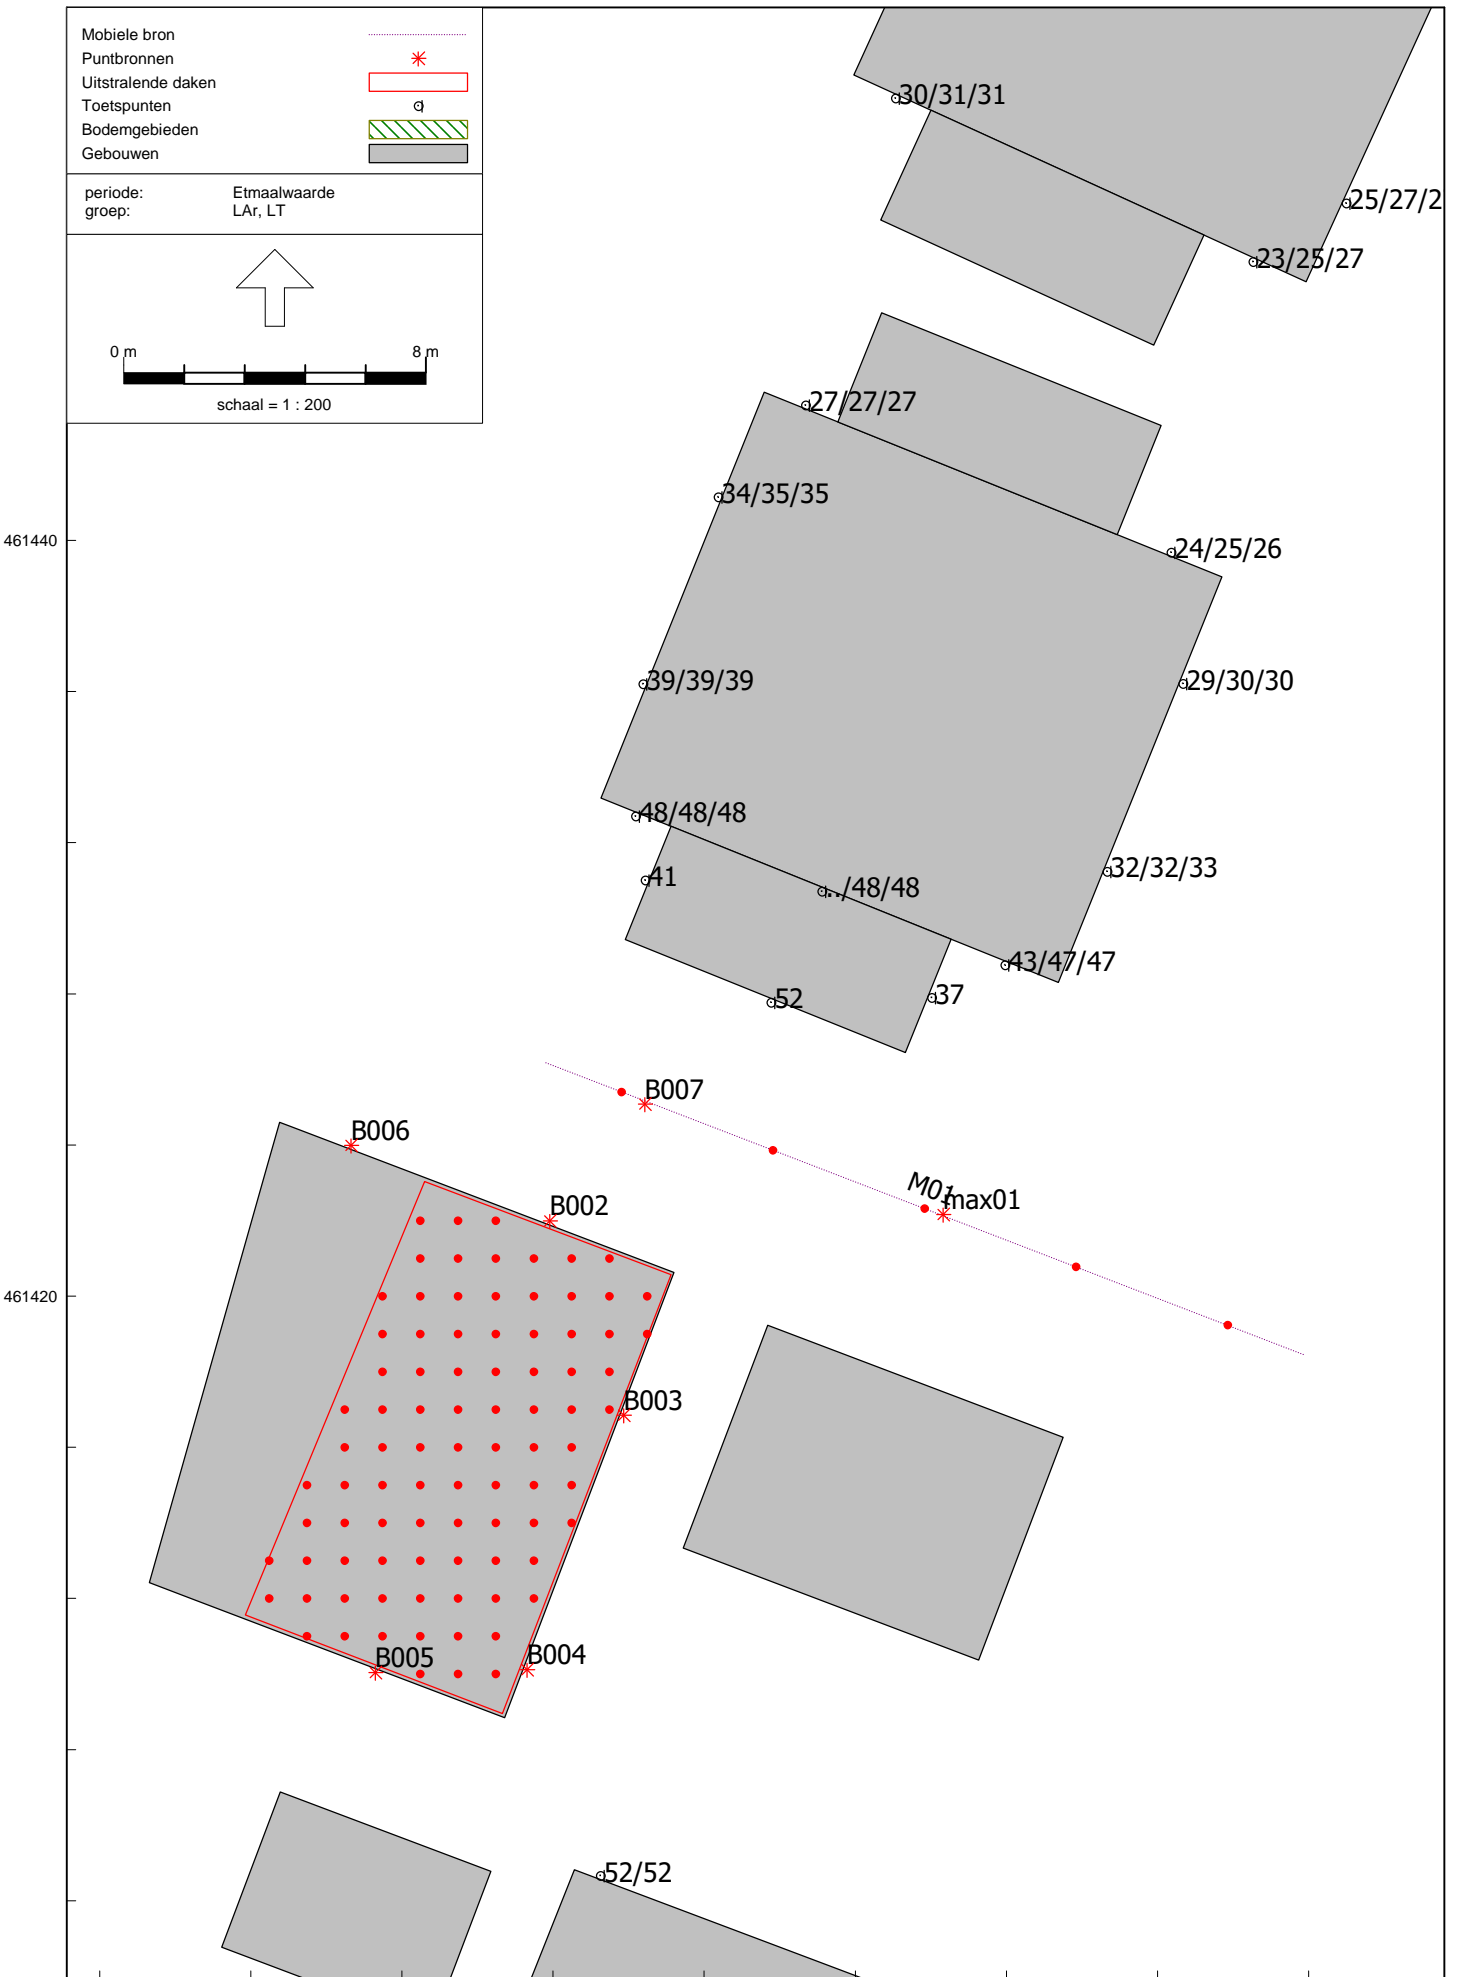 Mobiele bron
Puntbronnen
Uitstralende daken
Toetspunten
Bodemgebieden
Gebouwen
periode: Etmaalwaarde
groep: LAr, LT
0 m 8 m
schaal = 1 : 200
30/31/31
25/27/2
23/25/27
27/27/27
34/35/35
461440
24/25/26
39/39/39
29/30/30
48/48/48
41
../48/48
32/32/33
43/47/47
52
37
B007
B006
M01
max01
B002
461420
B003
B005
B004
52/52